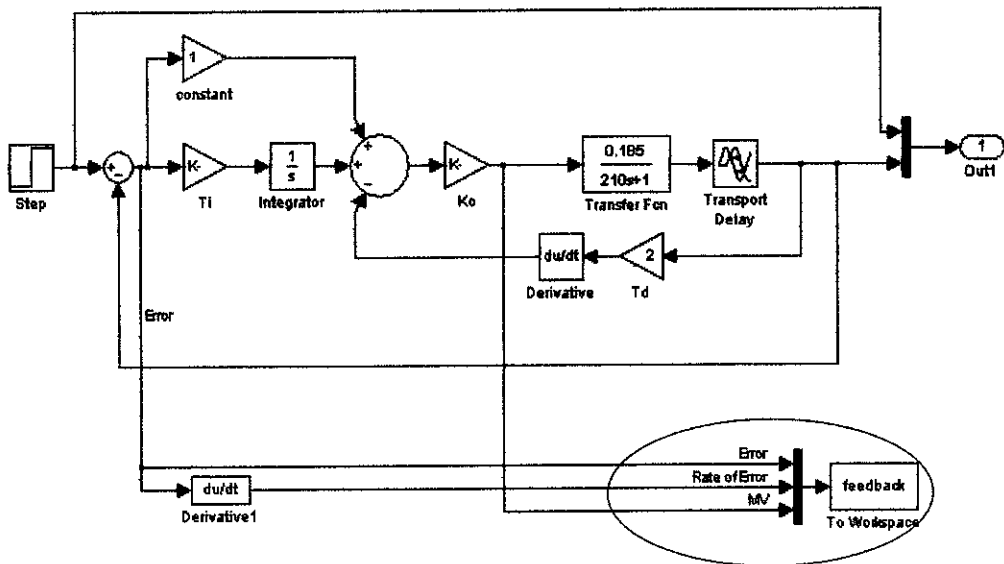 1
constant
Step
+
-
K-
Ti
1
s
Integrator
+
+
-
K-
Ko
0.185
210s+1
Transfer Fcn
Transport
Delay
1
Out1
du/dt
Derivative
2
Td
Error
du/dt
Derivative1
Error
Rate of Error
MV
feedback
To Workspace